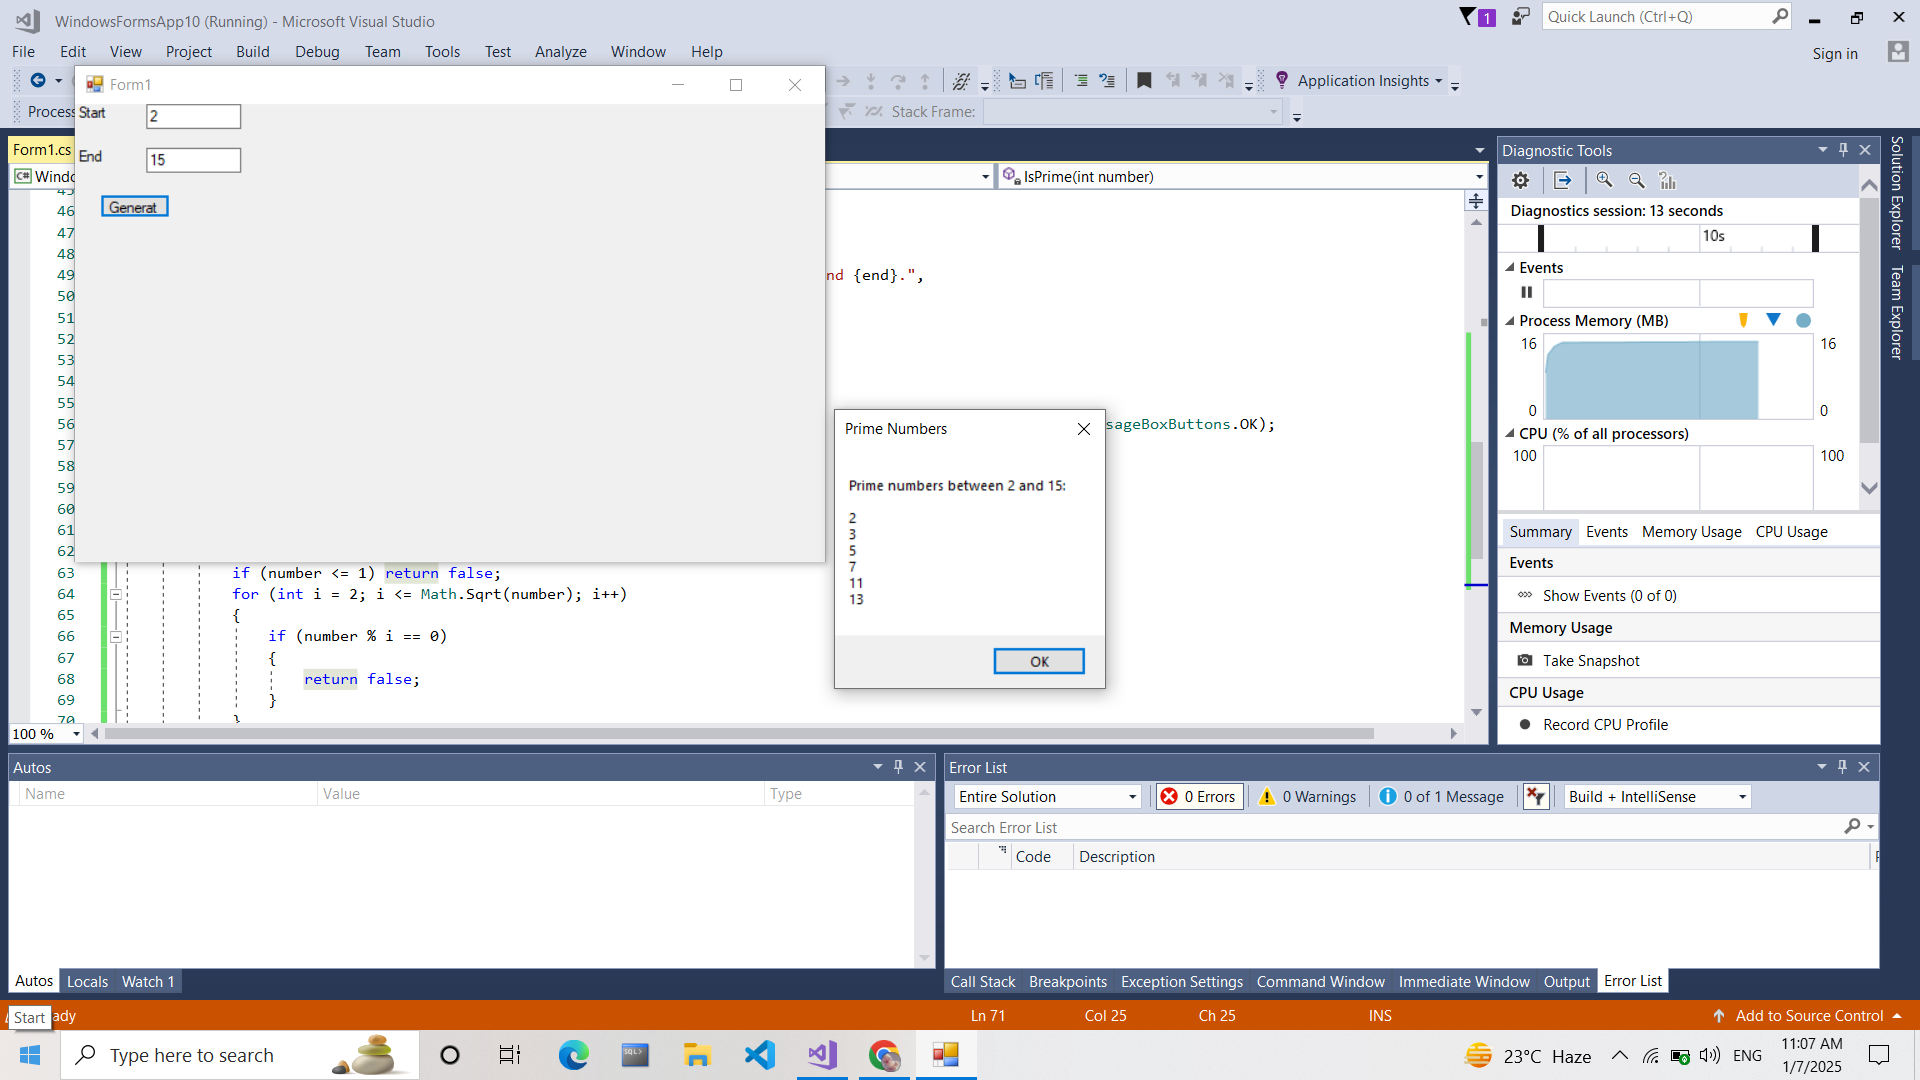 WindowsFormsApp10 (Running) - Microsoft Visual Studio
1
Quick Launch (Ctrl+Q)
File Edit View Project Build Debug Team Tools Test Analyze Window Help
Sign in
Form1
Application Insights
Process
Stack Frame:
Start 2
End 15
Generat
Form1.cs
C# Windo
IsPrime(int number)
45
46
47
48
49 nd {end}.",
50
51
52
53
54
55
56 sageBoxButtons.OK);
57
58
59
60
61
62
63 if (number <= 1) return false;
64 for (int i = 2; i <= Math.Sqrt(number); i++)
65 {
66 if (number % i == 0)
67 {
68 return false;
69 }
70 }
100 %
Prime Numbers
Prime numbers between 2 and 15:
2
3
5
7
11
13
OK
Diagnostic Tools
Diagnostics session: 13 seconds
10s
Events
Process Memory (MB)
16 16
0 0
CPU (% of all processors)
100 100
Summary Events Memory Usage CPU Usage
Events
Show Events (0 of 0)
Memory Usage
Take Snapshot
CPU Usage
Record CPU Profile
Solution Explorer
Team Explorer
Autos
Name Value Type
Autos Locals Watch 1
Error List
Entire Solution 0 Errors 0 Warnings 0 of 1 Message Build + IntelliSense
Search Error List
Code Description
Call Stack Breakpoints Exception Settings Command Window Immediate Window Output Error List
Start
ady Ln 71 Col 25 Ch 25 INS Add to Source Control
Type here to search
SQL>
23°C Haze
ENG
11:07 AM
1/7/2025